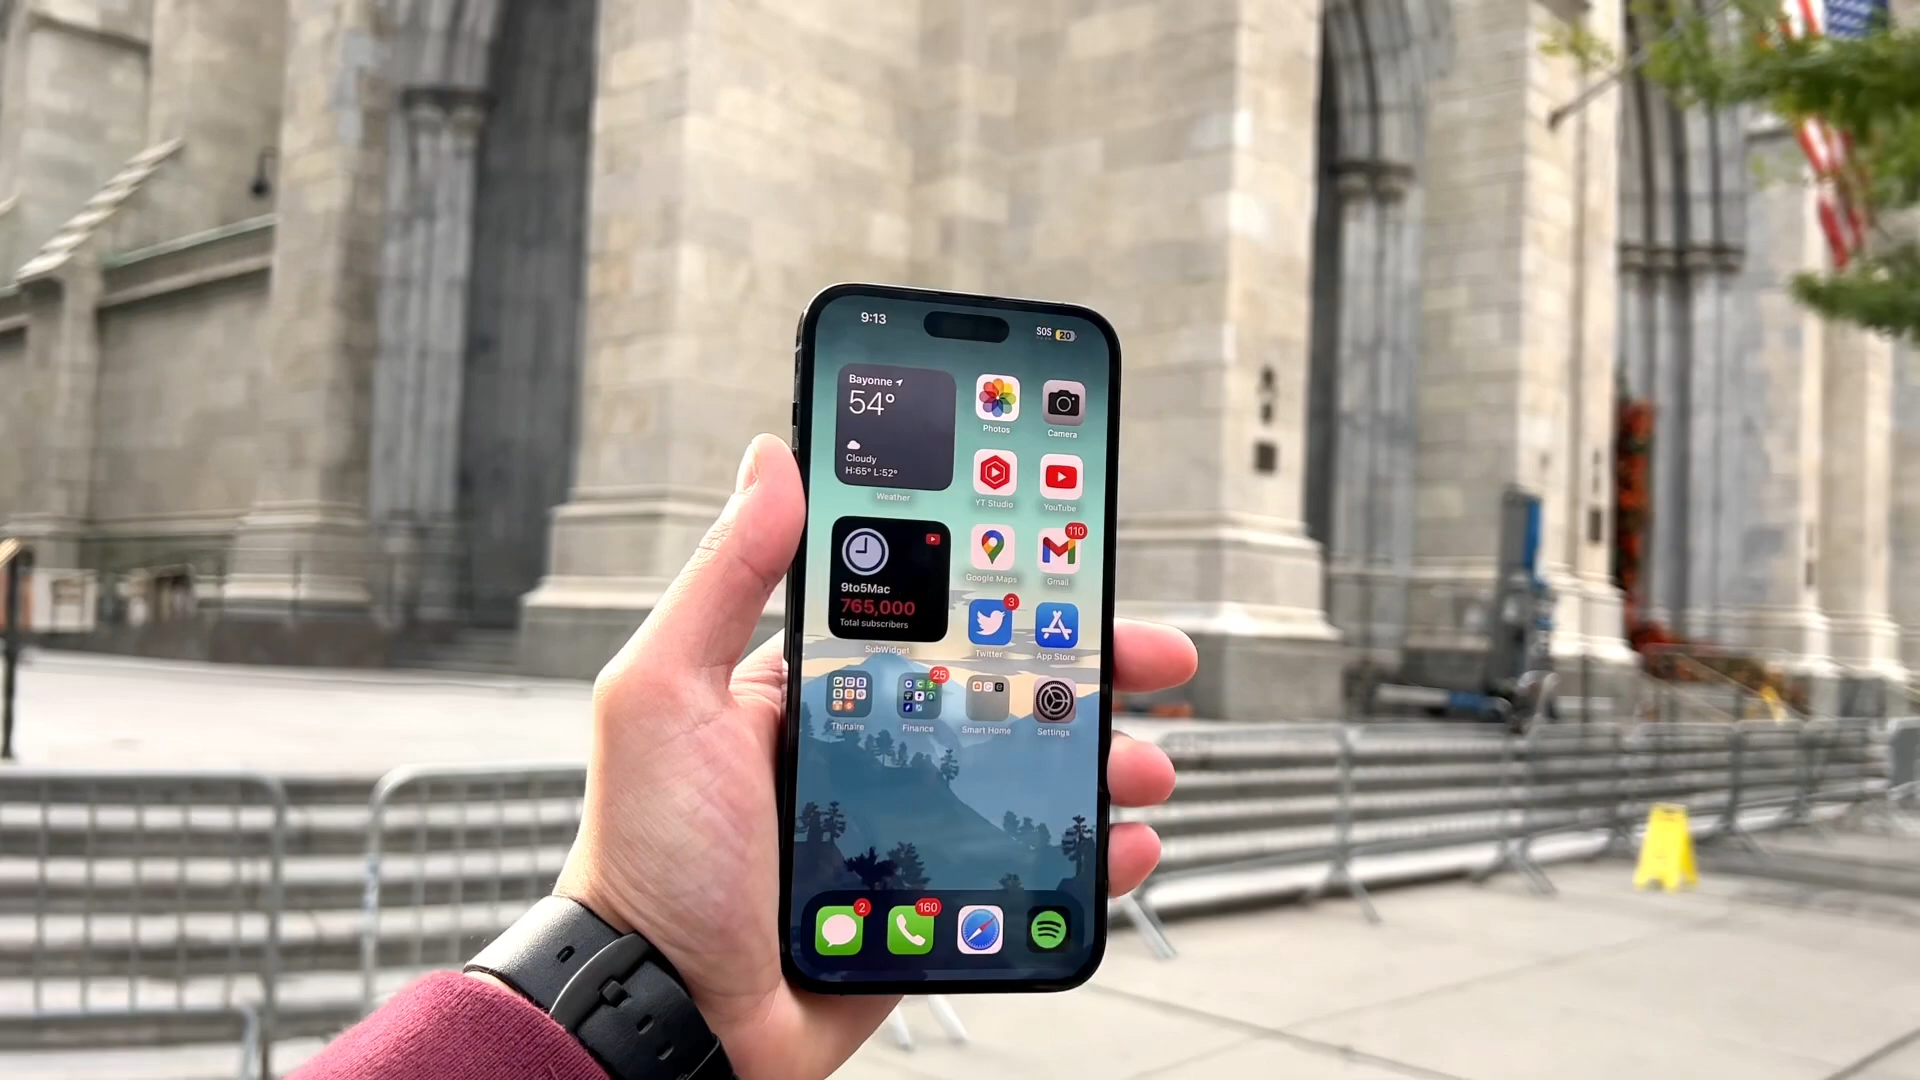 9:13
SOS 20
Bayonne
54°
Cloudy
H:65° L:52°
Weather
Photos
Camera
YT Studio
YouTube
9to5Mac
765,000
Total subscribers
SubWidget
Google Maps
110
Gmail
3
Twitter
App Store
Thinaire
25
Finance
Smart Home
Settings
2
160